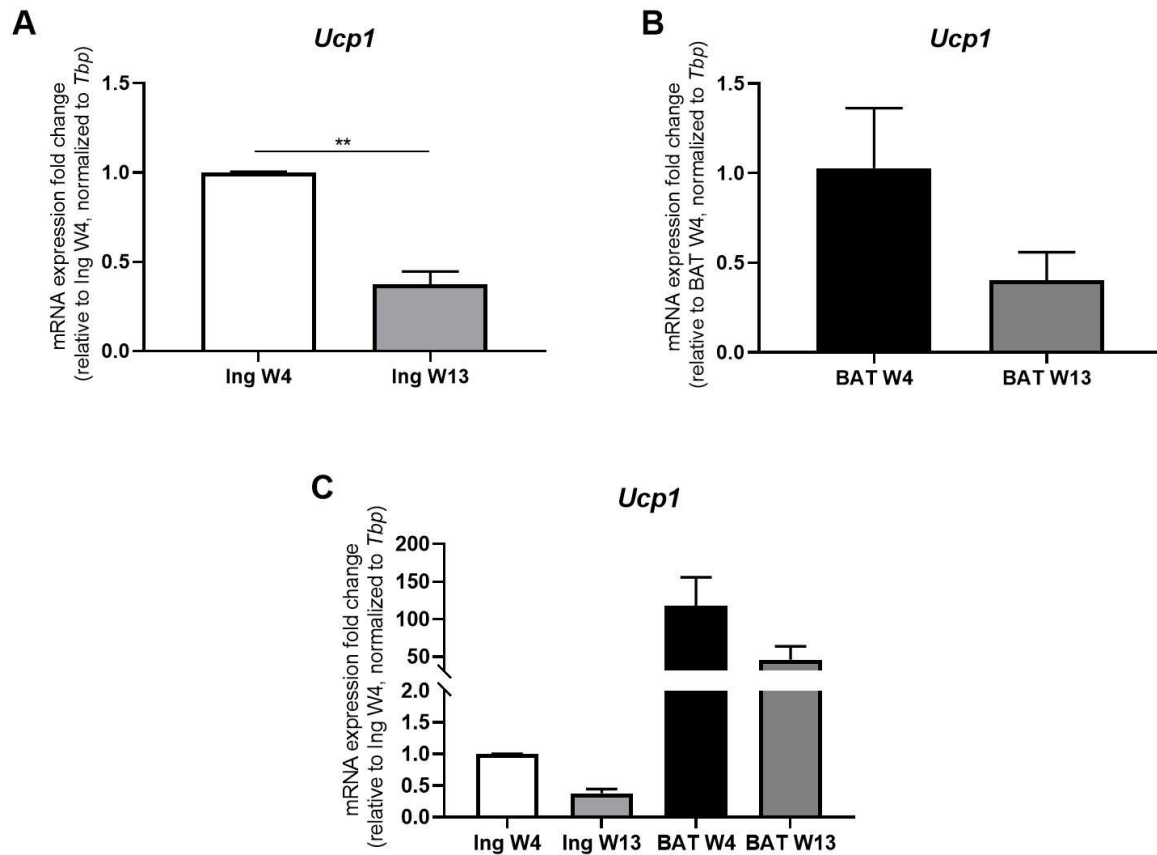 A
Ucp1
mRNA expression fold change
(relative to Ing W4, normalized to Tbp)
1.5
1.0
0.5
0.0
**
Ing W4 Ing W13
B
Ucp1
mRNA expression fold change
(relative to BAT W4, normalized to Tbp)
1.5
1.0
0.5
0.0
BAT W4 BAT W13
C
Ucp1
mRNA expression fold change
(relative to Ing W4, normalized to Tbp)
200
150
100
50
2.0
1.5
1.0
0.5
0.0
Ing W4 Ing W13 BAT W4 BAT W13